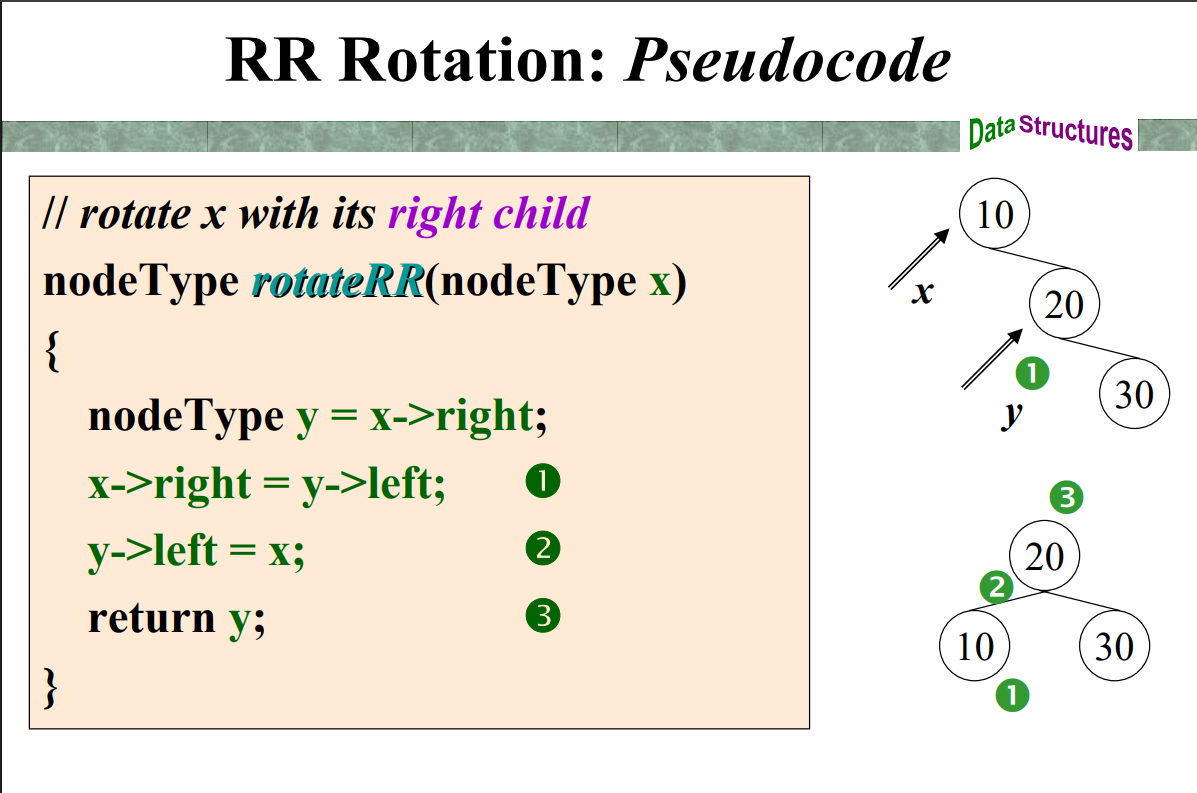 RR Rotation: Pseudocode
Data Structures
// rotate x with its right child
nodeType rotateRR(nodeType x)
{
nodeType y = x->right;
x->right = y->left; ❶
y->left = x; ❷
return y; ❸
}
10
x
20
❶
y
30
❸
20
❷
10
30
❶